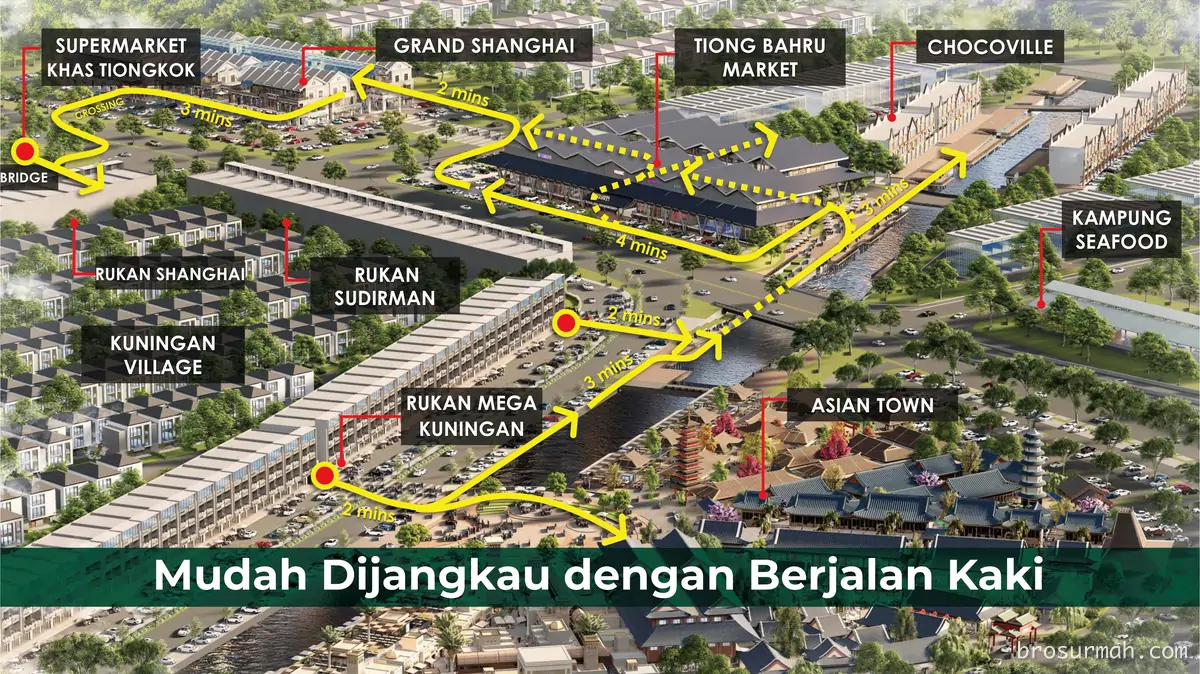 SUPERMARKET
KHAS TIONGKOK
GRAND SHANGHAI
TIONG BAHRU
MARKET
CHOCOVILLE
CROSSING
3 mins
2 mins
BRIDGE
3 mins
4 mins
KAMPUNG
SEAFOOD
RUKAN SHANGHAI
RUKAN
SUDIRMAN
2 mins
KUNINGAN
VILLAGE
3 mins
RUKAN MEGA
KUNINGAN
ASIAN TOWN
2 mins
Mudah Dijangkau dengan Berjalan Kaki
brosurmah.com